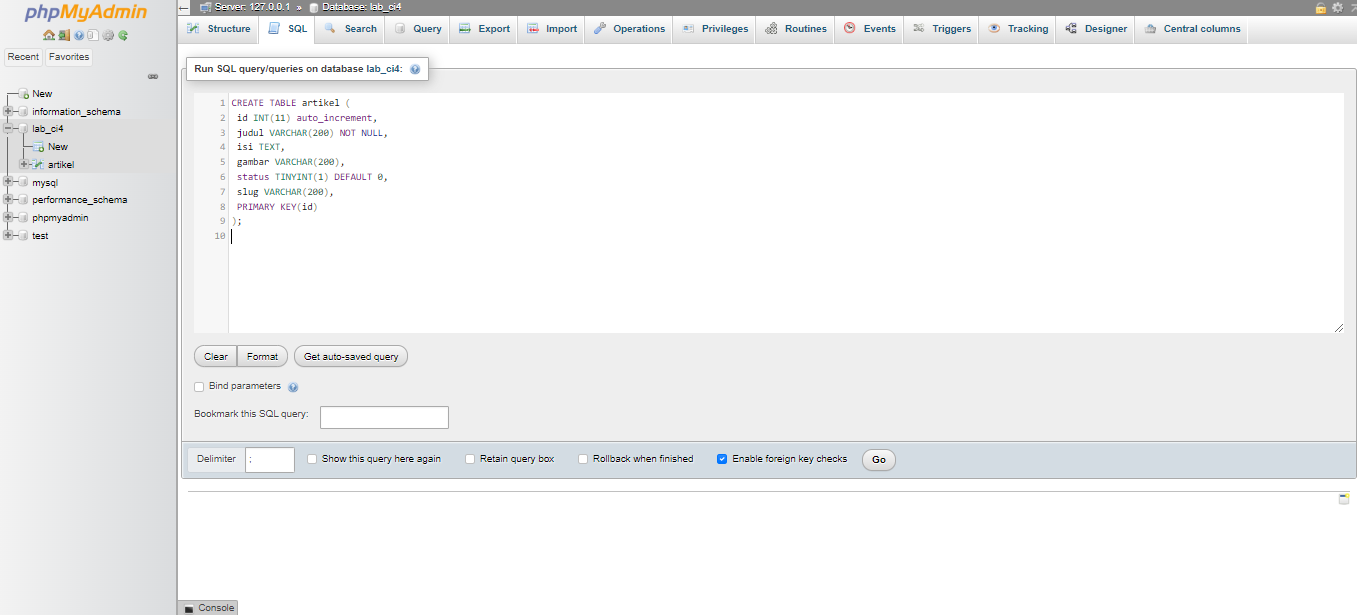 phpMyAdmin
Recent Favorites
New
information_schema
lab_ci4
New
artikel
mysql
performance_schema
phpmyadmin
test
Server: 127.0.0.1 » Database: lab_ci4
Structure SQL Search Query Export Import Operations Privileges Routines Events Triggers Tracking Designer Central columns
Run SQL query/queries on database lab_ci4:
1 CREATE TABLE artikel (
2 id INT(11) auto_increment,
3 judul VARCHAR(200) NOT NULL,
4 isi TEXT,
5 gambar VARCHAR(200),
6 status TINYINT(1) DEFAULT 0,
7 slug VARCHAR(200),
8 PRIMARY KEY(id)
9 );
10
Clear Format Get auto-saved query
Bind parameters
Bookmark this SQL query:
Delimiter ; Show this query here again Retain query box Rollback when finished Enable foreign key checks Go
Console